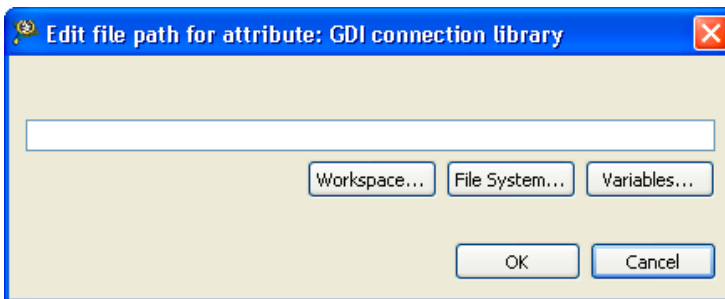 Edit file path for attribute: GDI connection library
Workspace... File System... Variables...
OK Cancel